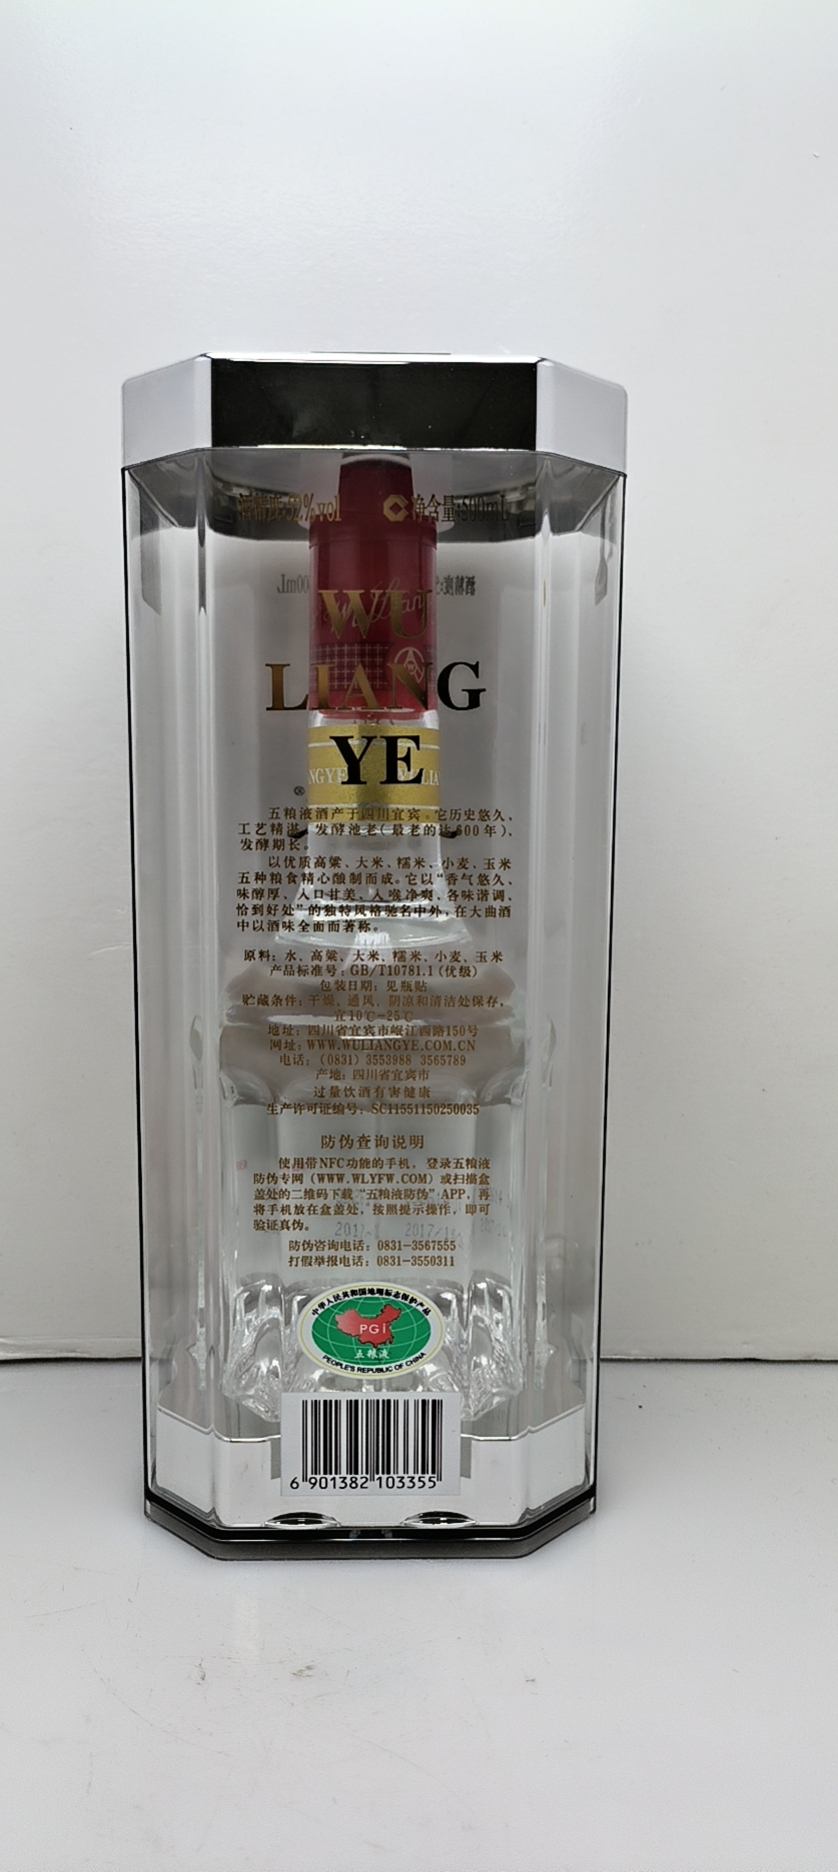 酒精度:52%vol 净含量:500mL
WU
LIANG
YE
®
五粮液酒产于四川宜宾。它历史悠久、
工艺精湛、发酵池老(最老的达600年)、
发酵期长。
以优质高粱、大米、糯米、小麦、玉米
五种粮食精心酿制而成。它以“香气悠久、
味醇厚、入口甘美、入喉净爽、各味谐调、
恰到好处”的独特风格驰名中外,在大曲酒
中以酒味全面而著称。
原料:水、高粱、大米、糯米、小麦、玉米
产品标准号:GB/T10781.1(优级)
包装日期:见瓶贴
贮藏条件:干燥、通风、阴凉和清洁处保存,
宜10℃-25℃
地址:四川省宜宾市岷江西路150号
网址:WWW.WULIANGYE.COM.CN
电话:(0831) 3553988 3565789
产地:四川省宜宾市
过量饮酒有害健康
生产许可证编号:SC11551150250035
防伪查询说明
使用带NFC功能的手机,登录五粮液
防伪专网(WWW.WLYFW.COM)或扫描盒
盖处的二维码下载“五粮液防伪”APP,再
将手机放在盒盖处,按照提示操作,即可
验证真伪。
防伪咨询电话:0831-3567555
打假举报电话:0831-3550311
中华人民共和国地理标志保护产品
PGI
五粮液
PEOPLE'S REPUBLIC OF CHINA
6 901382 103355